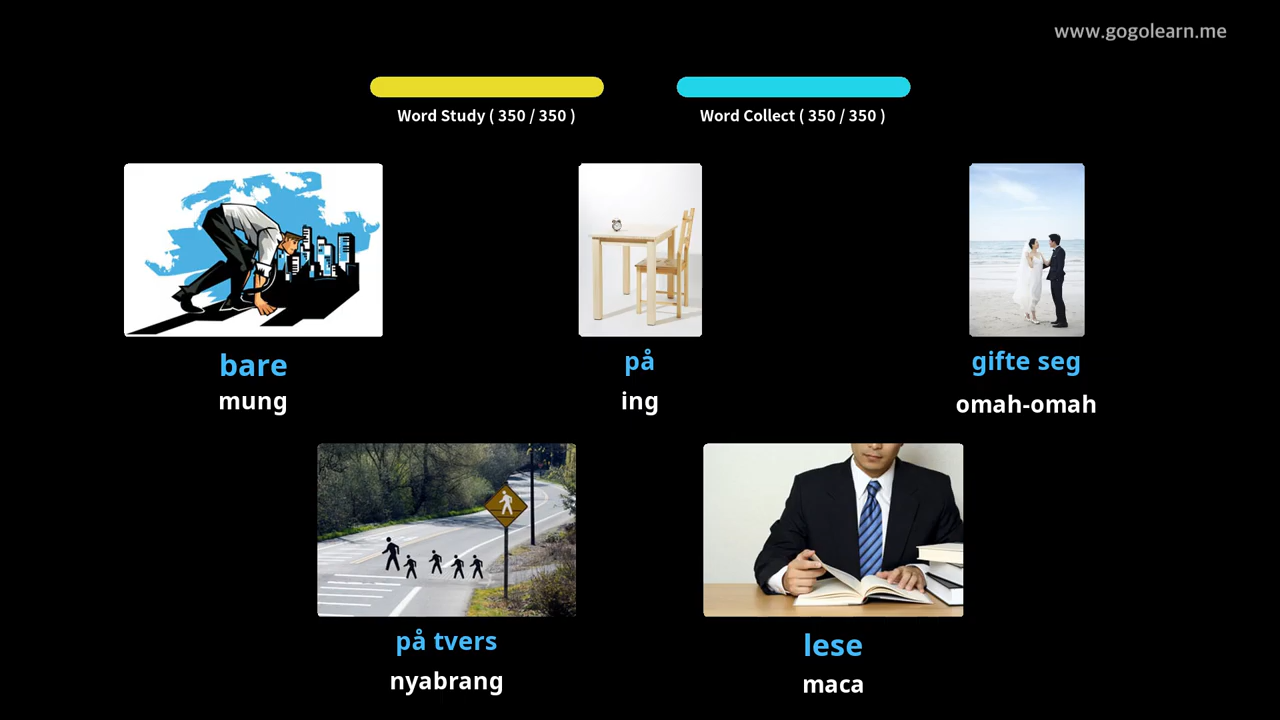 www.gogolearn.me
Word Study ( 350 / 350 )
Word Collect ( 350 / 350 )
bare
mung
på
ing
gifte seg
omah-omah
på tvers
nyabrang
lese
maca